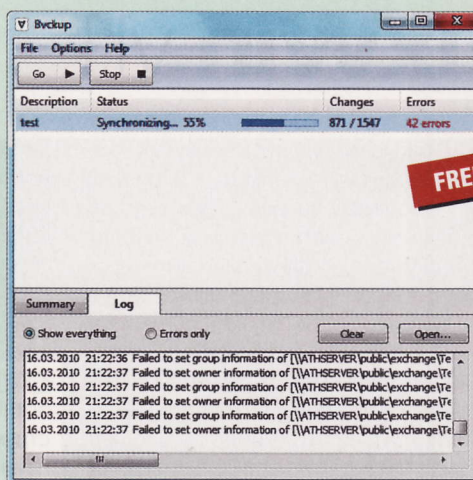 Bvckup
File Options Help
Go Stop
Description Status Changes Errors
test Synchronizing... 55% 871 / 1547 42 errors
FREE
Summary Log
Show everything Errors only Clear Open...
16.03.2010 21:22:36 Failed to set group information of [\\ATHSERVER\public\exchange\Te
16.03.2010 21:22:37 Failed to set owner information of [\\ATHSERVER\public\exchange\Te
16.03.2010 21:22:37 Failed to set group information of [\\ATHSERVER\public\exchange\Te
16.03.2010 21:22:37 Failed to set owner information of [\\ATHSERVER\public\exchange\Te
16.03.2010 21:22:37 Failed to set group information of [\\ATHSERVER\public\exchange\Te
16.03.2010 21:22:37 Failed to set owner information of [\\ATHSERVER\public\exchange\Te